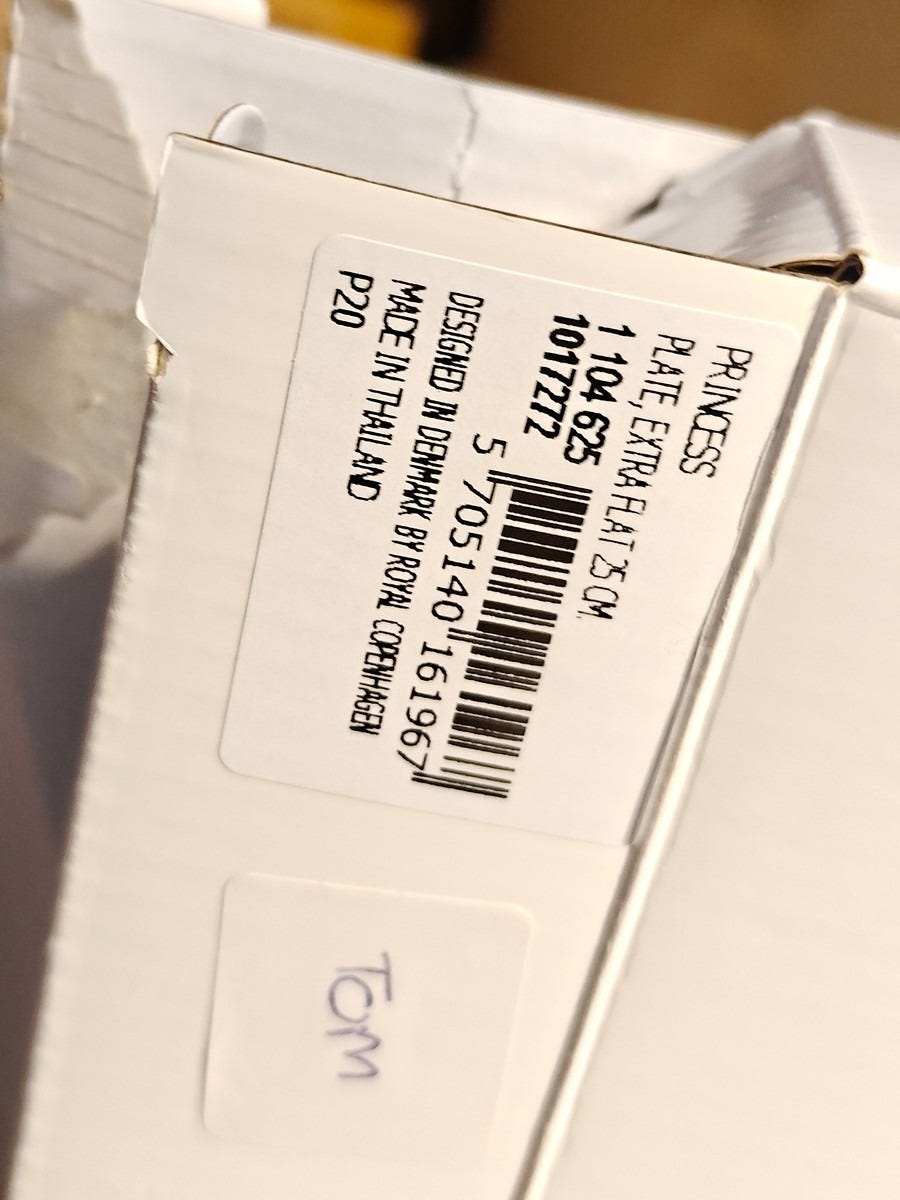 PRINCESS
PLATE, EXTRA FLAT 25 CM.
1 104 625
1017272
5 705140 161967
DESIGNED IN DENMARK BY ROYAL COPENHAGEN
MADE IN THAILAND
P20
TOM